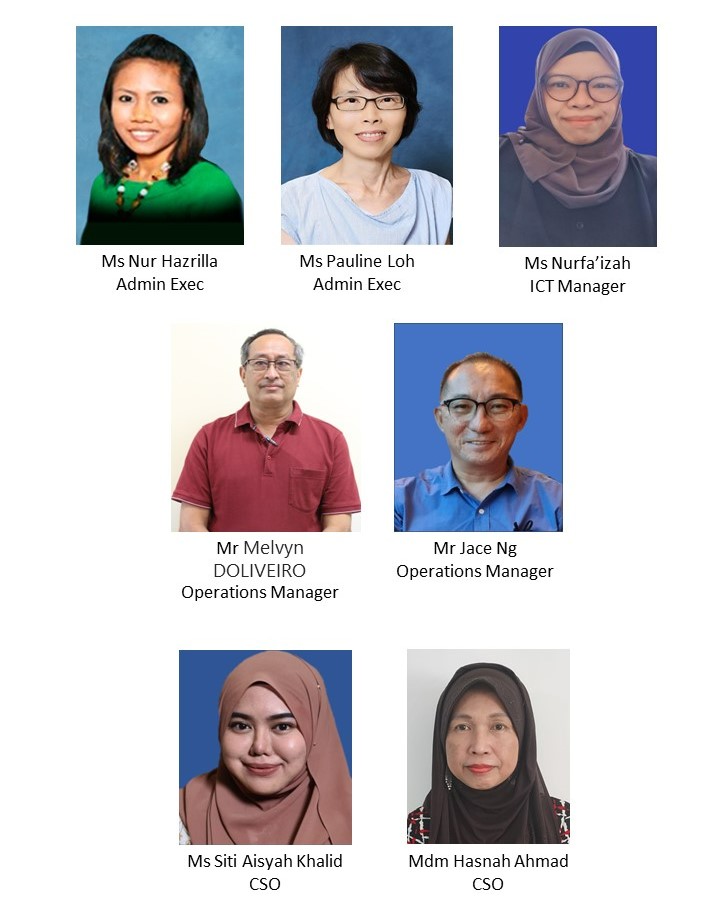 Ms Nur Hazrilla
Admin Exec
Ms Pauline Loh
Admin Exec
Ms Nurfa’izah
ICT Manager
Mr Melvyn
DOLIVEIRO
Operations Manager
Mr Jace Ng
Operations Manager
Ms Siti Aisyah Khalid
CSO
Mdm Hasnah Ahmad
CSO